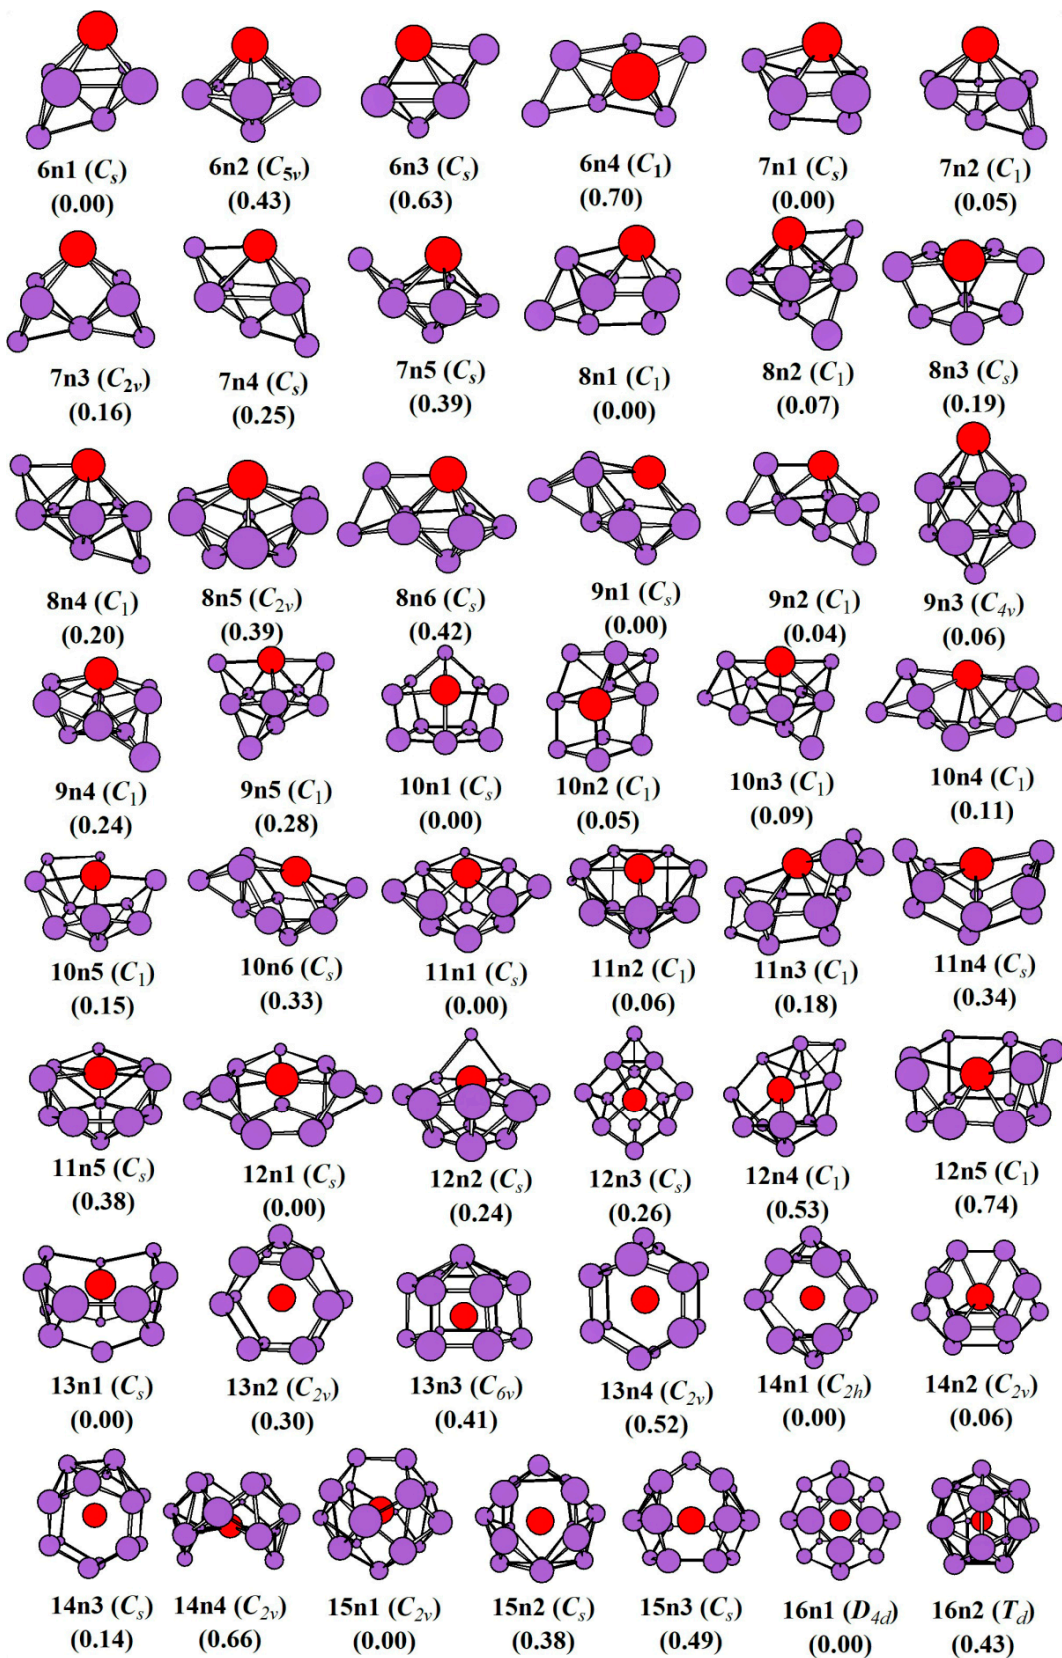 6n1 (Cs) 6n2 (C5v) 6n3 (Cs) 6n4 (C1) 7n1 (Cs) 7n2 (C1)
(0.00) (0.43) (0.63) (0.70) (0.00) (0.05)
7n3 (C2v) 7n4 (Cs) 7n5 (Cs) 8n1 (C1) 8n2 (C1) 8n3 (Cs)
(0.16) (0.25) (0.39) (0.00) (0.07) (0.19)
8n4 (C1) 8n5 (C2v) 8n6 (Cs) 9n1 (Cs) 9n2 (C1) 9n3 (C4v)
(0.20) (0.39) (0.42) (0.00) (0.04) (0.06)
9n4 (C1) 9n5 (C1) 10n1 (Cs) 10n2 (C1) 10n3 (C1) 10n4 (C1)
(0.24) (0.28) (0.00) (0.05) (0.09) (0.11)
10n5 (C1) 10n6 (Cs) 11n1 (Cs) 11n2 (C1) 11n3 (C1) 11n4 (Cs)
(0.15) (0.33) (0.00) (0.06) (0.18) (0.34)
11n5 (Cs) 12n1 (Cs) 12n2 (Cs) 12n3 (Cs) 12n4 (C1) 12n5 (C1)
(0.38) (0.00) (0.24) (0.26) (0.53) (0.74)
13n1 (Cs) 13n2 (C2v) 13n3 (C6v) 13n4 (C2v) 14n1 (C2h) 14n2 (C2v)
(0.00) (0.30) (0.41) (0.52) (0.00) (0.06)
14n3 (Cs) 14n4 (C2v) 15n1 (C2v) 15n2 (Cs) 15n3 (Cs) 16n1 (D4d) 16n2 (Td)
(0.14) (0.66) (0.00) (0.38) (0.49) (0.00) (0.43)